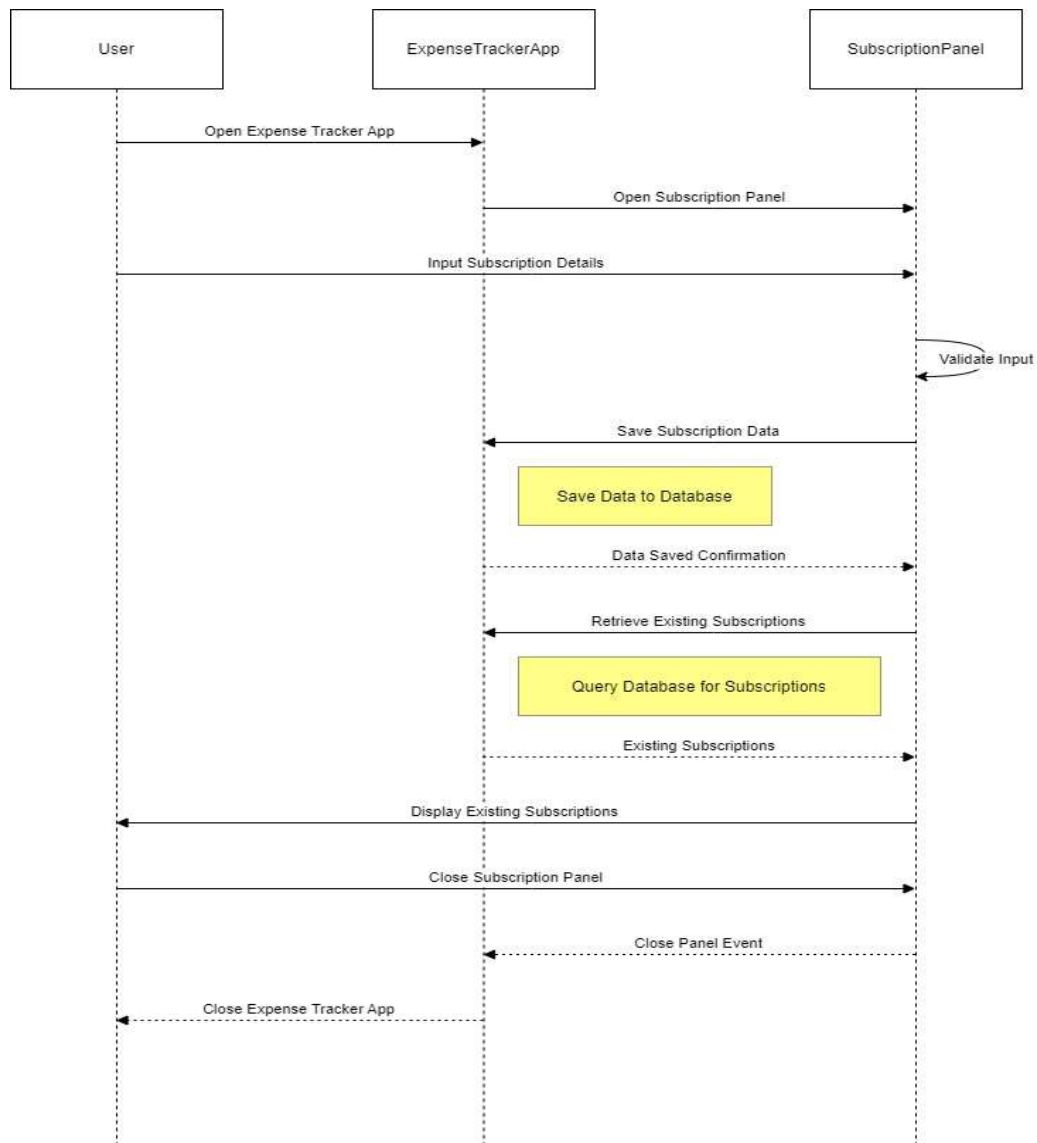 User
ExpenseTrackerApp
SubscriptionPanel
Open Expense Tracker App
Open Subscription Panel
Input Subscription Details
Validate Input
Save Subscription Data
Save Data to Database
Data Saved Confirmation
Retrieve Existing Subscriptions
Query Database for Subscriptions
Existing Subscriptions
Display Existing Subscriptions
Close Subscription Panel
Close Panel Event
Close Expense Tracker App